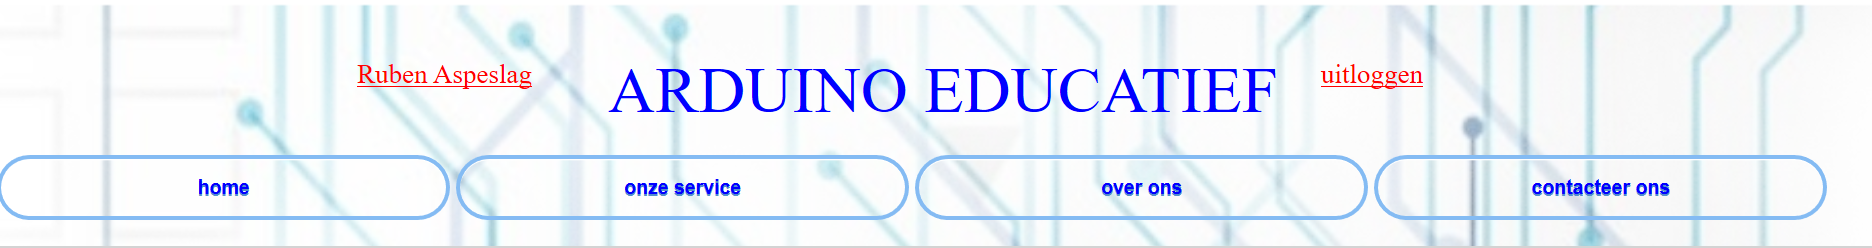 Ruben Aspeslag
ARDUINO EDUCATIEF
uitloggen
home
onze service
over ons
contacteer ons